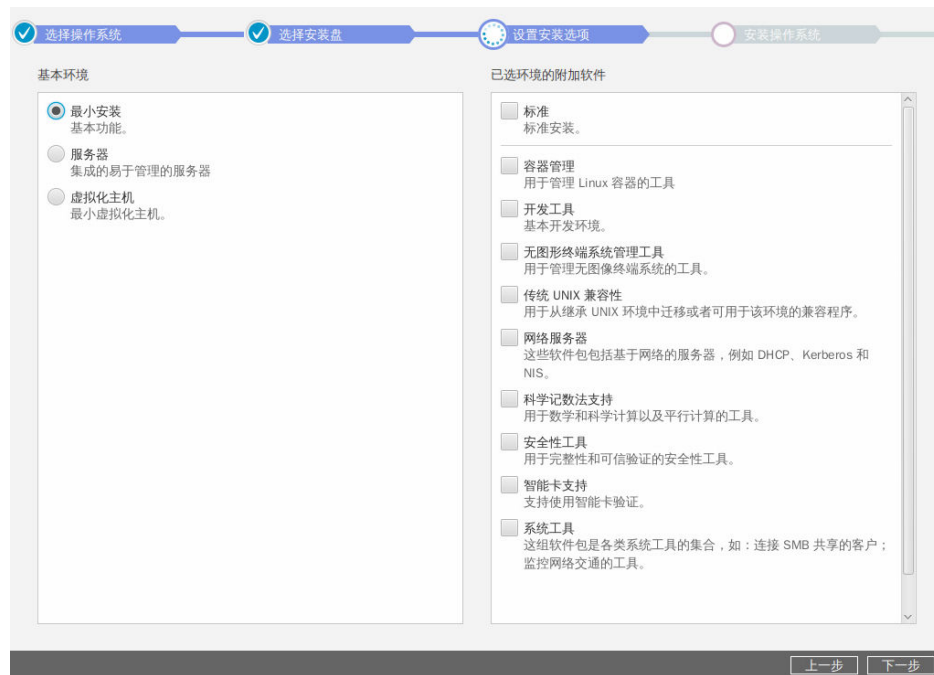 选择操作系统
选择安装盘
设置安装选项
安装操作系统
基本环境
最小安装
基本功能。
服务器
集成的易于管理的服务器
虚拟化主机
最小虚拟化主机。
已选环境的附加软件
标准
标准安装。
容器管理
用于管理 Linux 容器的工具
开发工具
基本开发环境。
无图形终端系统管理工具
用于管理无图像终端系统的工具。
传统 UNIX 兼容性
用于从继承 UNIX 环境中迁移或者可用于该环境的兼容程序。
网络服务器
这些软件包包括基于网络的服务器，例如 DHCP、Kerberos 和
NIS。
科学记数法支持
用于数学和科学计算以及平行计算的工具。
安全性工具
用于完整性和可信验证的安全性工具。
智能卡支持
支持使用智能卡验证。
系统工具
这组软件包是各类系统工具的集合，如：连接 SMB 共享的客户；
监控网络交通的工具。
上一步
下一步